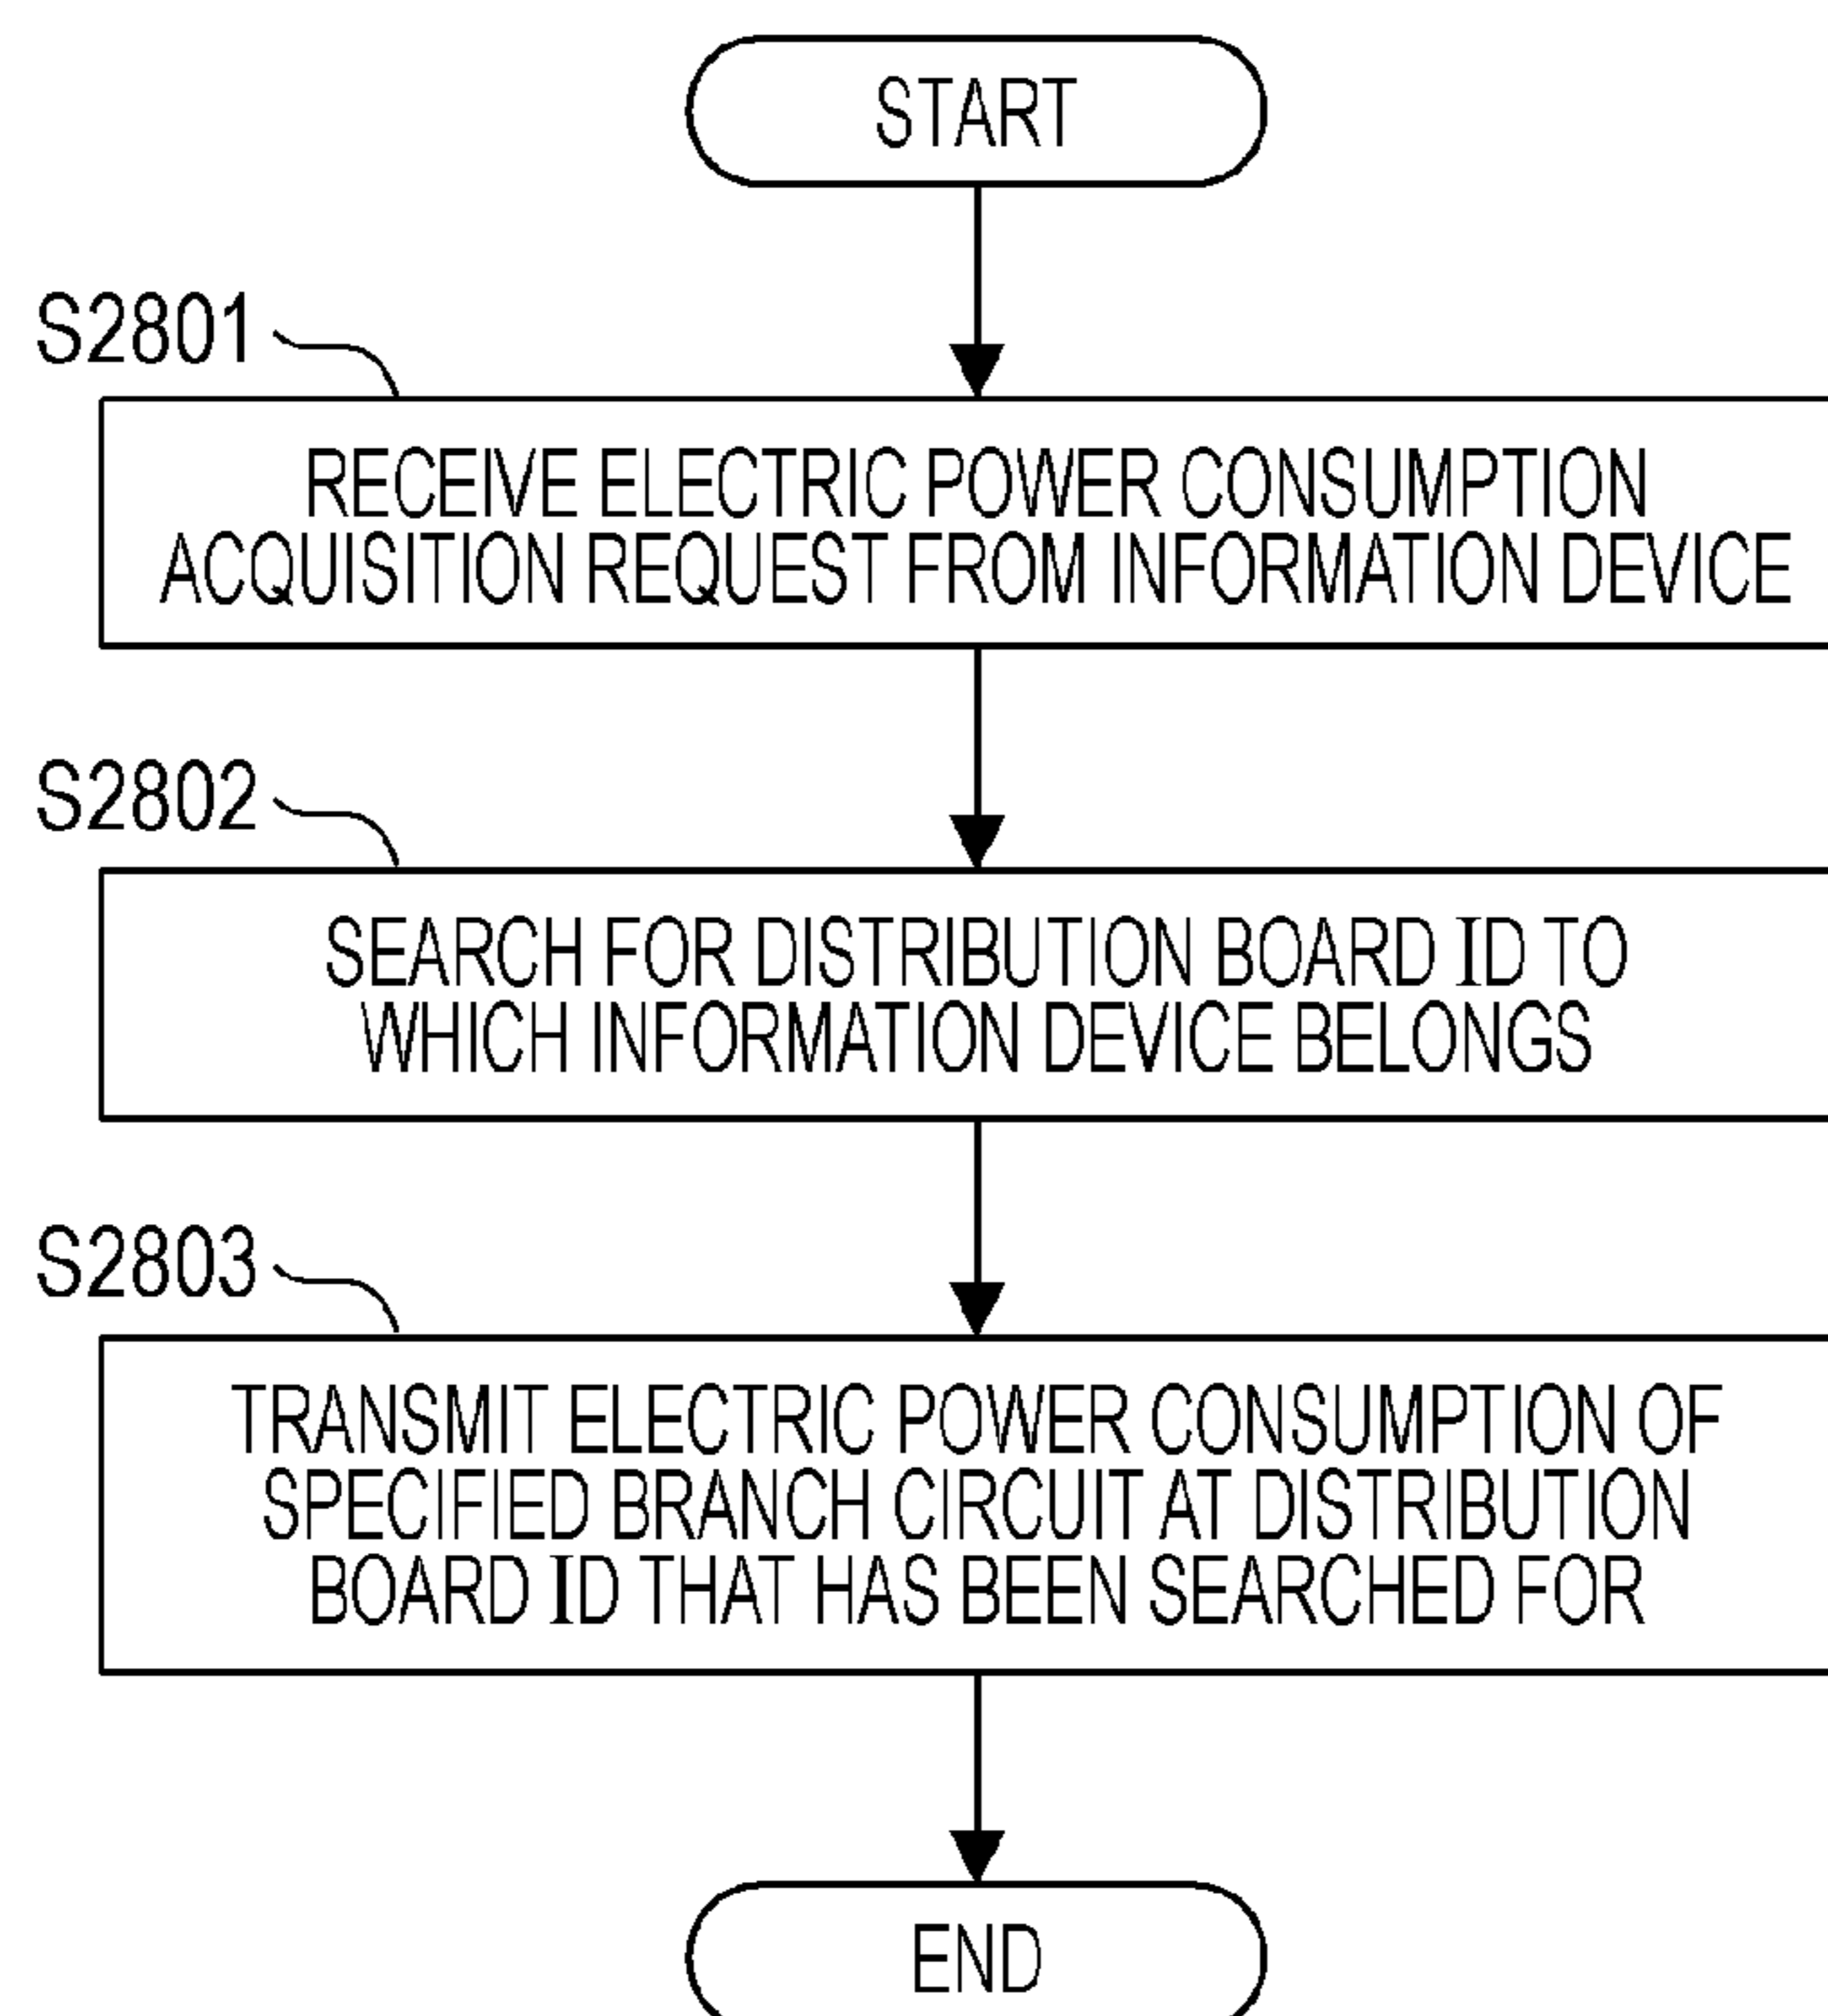 START
S2801
RECEIVE ELECTRIC POWER CONSUMPTION
ACQUISITION REQUEST FROM INFORMATION DEVICE
S2802
SEARCH FOR DISTRIBUTION BOARD ID TO
WHICH INFORMATION DEVICE BELONGS
S2803
TRANSMIT ELECTRIC POWER CONSUMPTION OF
SPECIFIED BRANCH CIRCUIT AT DISTRIBUTION
BOARD ID THAT HAS BEEN SEARCHED FOR
END